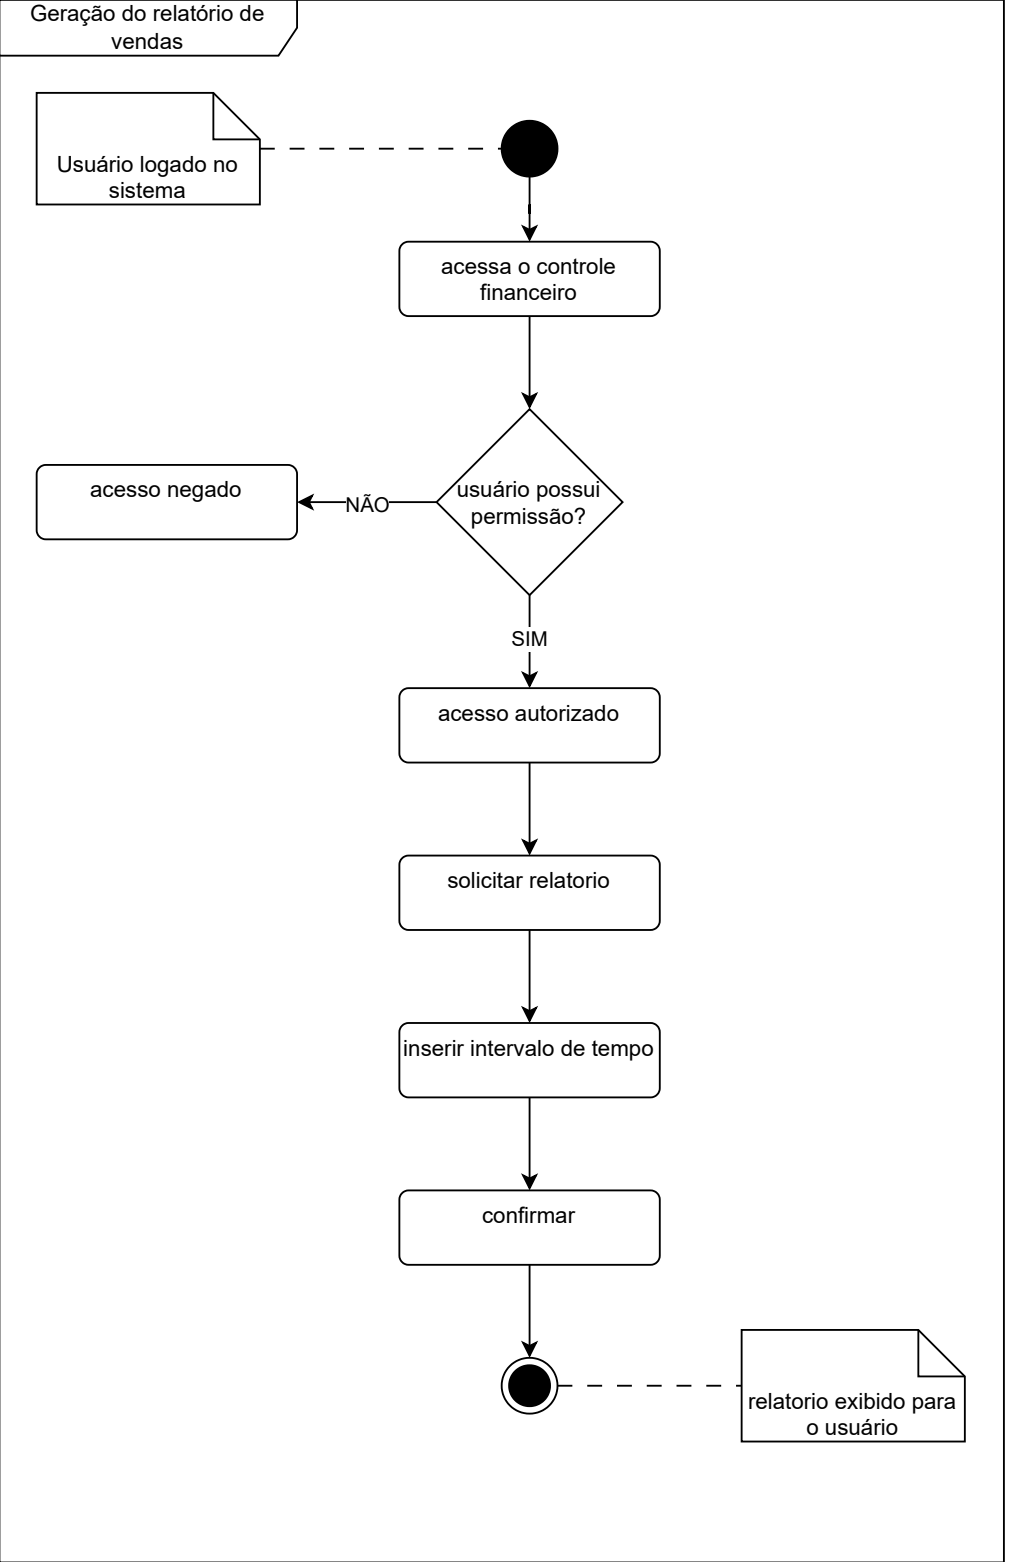 Geração do relatório de
vendas
Usuário logado no
sistema
acessa o controle
financeiro
usuário possui
permissão?
NÃO
acesso negado
SIM
acesso autorizado
solicitar relatorio
inserir intervalo de tempo
confirmar
relatorio exibido para
o usuário